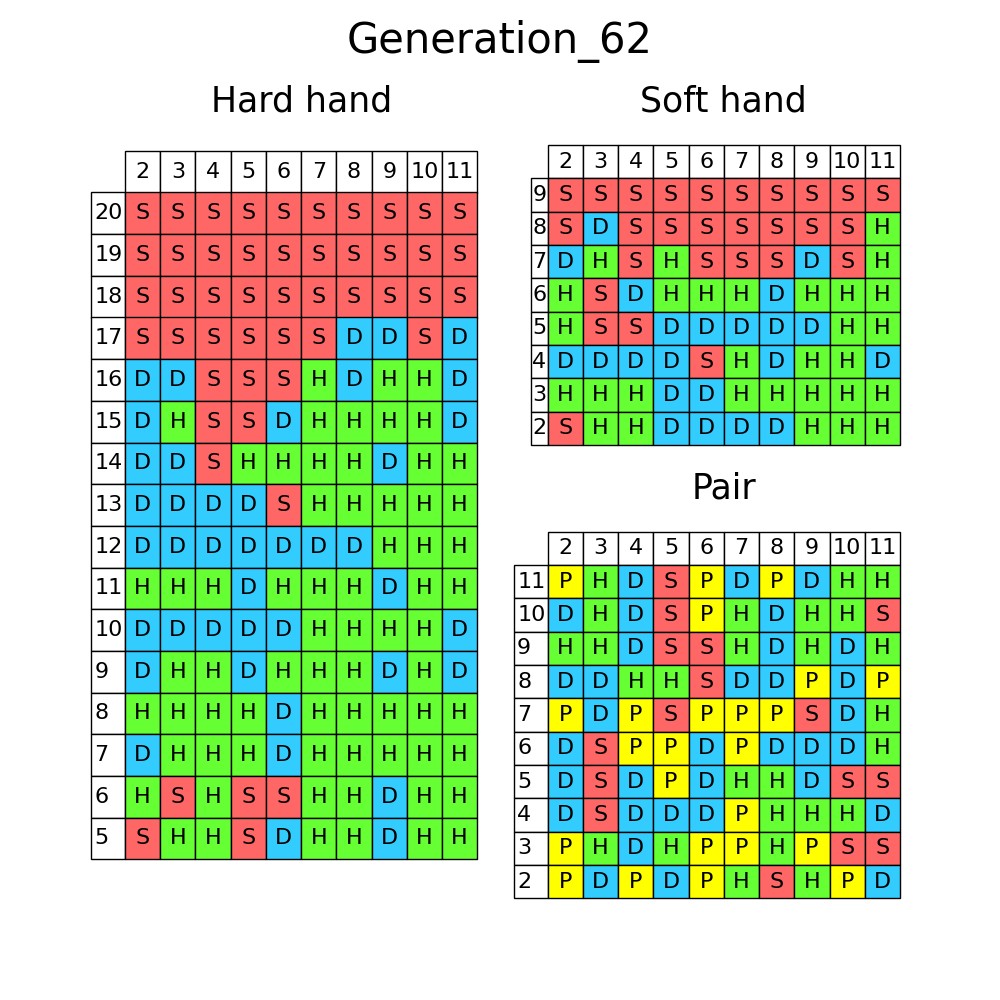 Generation_62
Hard hand
2 3 4 5 6 7 8 9 10 11
20 S S S S S S S S S S
19 S S S S S S S S S S
18 S S S S S S S S S S
17 S S S S S S D D S D
16 D D S S S H D H H D
15 D H S S D H H H H D
14 D D S H H H H D H H
13 D D D D S H H H H H
12 D D D D D D D H H H
11 H H H D H H H D H H
10 D D D D D H H H H D
9 D H H D H H H D H D
8 H H H H D H H H H H
7 D H H H D H H H H H
6 H S H S S H H D H H
5 S H H S D H H D H H
Soft hand
2 3 4 5 6 7 8 9 10 11
9 S S S S S S S S S S
8 S D S S S S S S S H
7 D H S H S S S D S H
6 H S D H H H D H H H
5 H S S D D D D D H H
4 D D D D S H D H H D
3 H H H D D H H H H H
2 S H H D D D D H H H
Pair
2 3 4 5 6 7 8 9 10 11
11 P H D S P D P D H H
10 D H D S P H D H H S
9 H H D S S H D H D H
8 D D H H S D D P D P
7 P D P S P P P S D H
6 D S P P D P D D D H
5 D S D P D H H D S S
4 D S D D D P H H H D
3 P H D H P P H P S S
2 P D P D P H S H P D